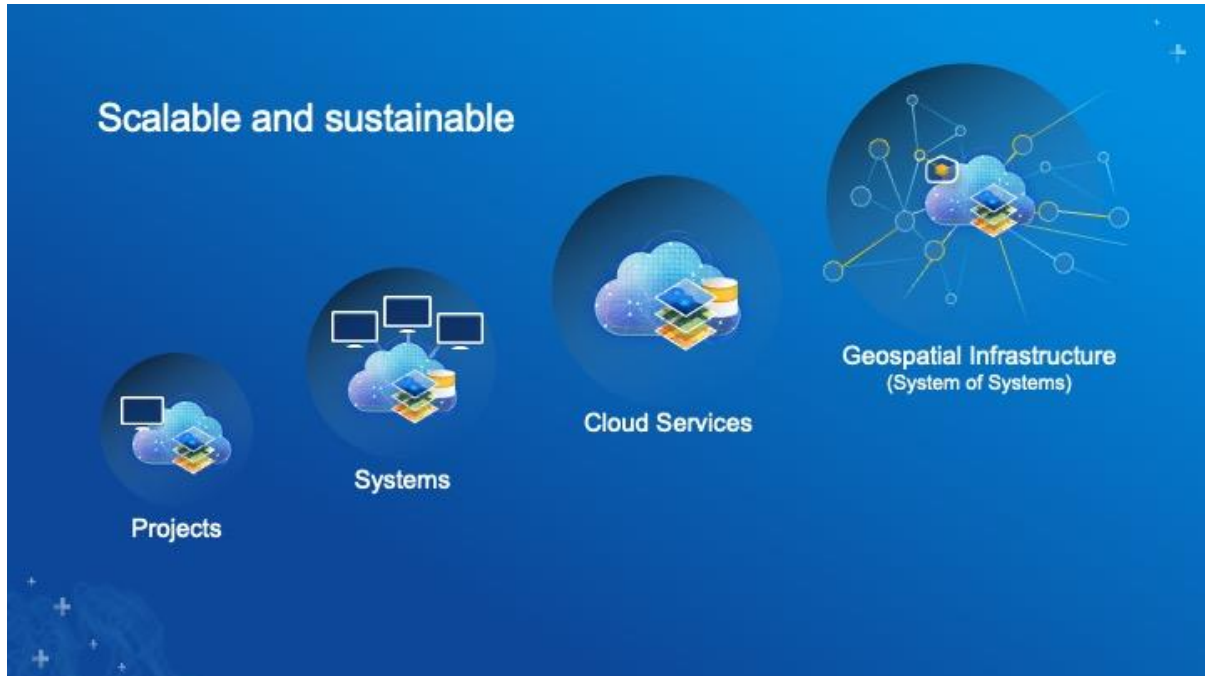 Scalable and sustainable
Projects
Systems
Cloud Services
Geospatial Infrastructure
(System of Systems)